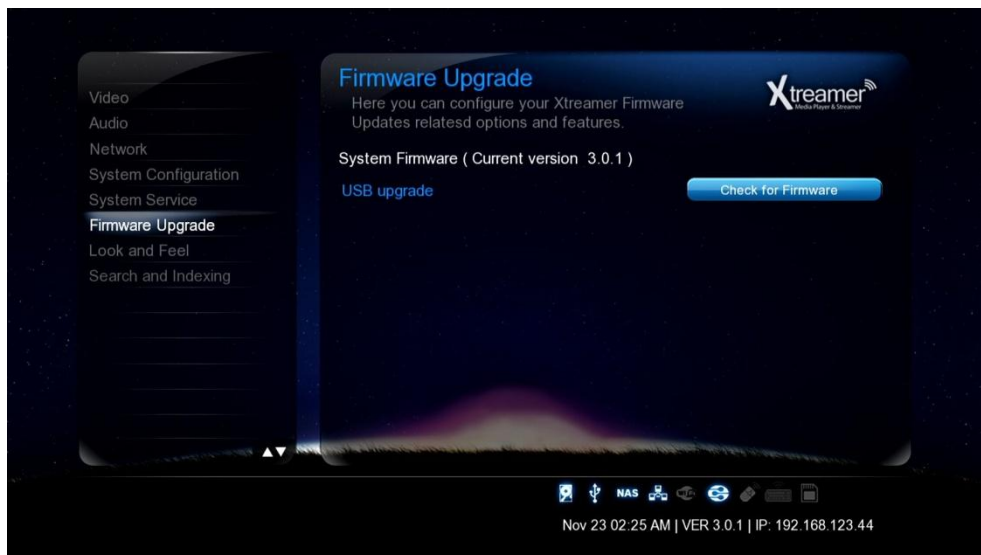 Video
Audio
Network
System Configuration
System Service
Firmware Upgrade
Look and Feel
Search and Indexing
Firmware Upgrade
Here you can configure your Xtreamer Firmware
Updates relatesd options and features.
Xtreamer
Media Player & Streamer
System Firmware ( Current version 3.0.1 )
USB upgrade
Check for Firmware
NAS
Nov 23 02:25 AM | VER 3.0.1 | IP: 192.168.123.44